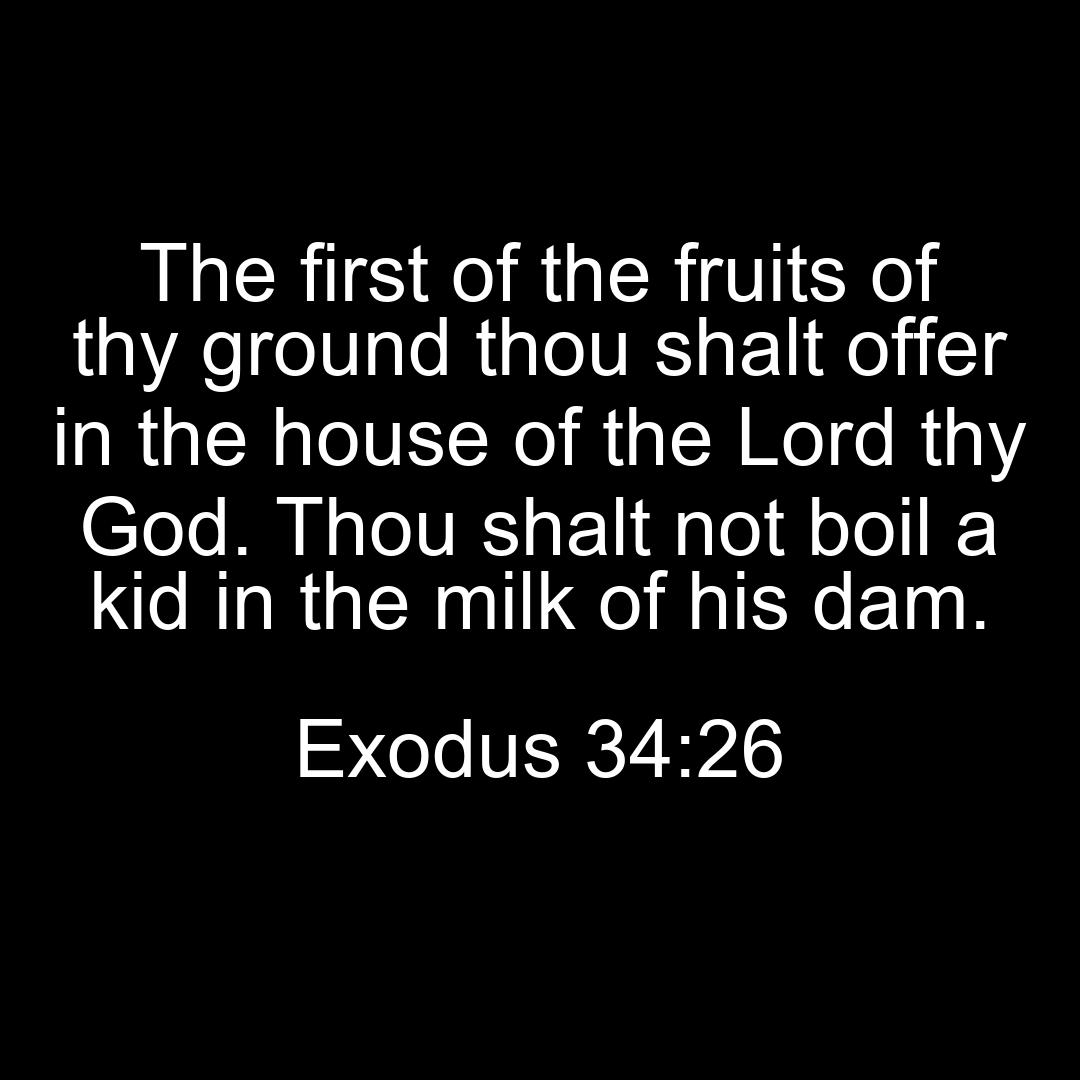 The first of the fruits of
thy ground thou shalt offer
in the house of the Lord thy
God. Thou shalt not boil a
kid in the milk of his dam.
Exodus 34:26